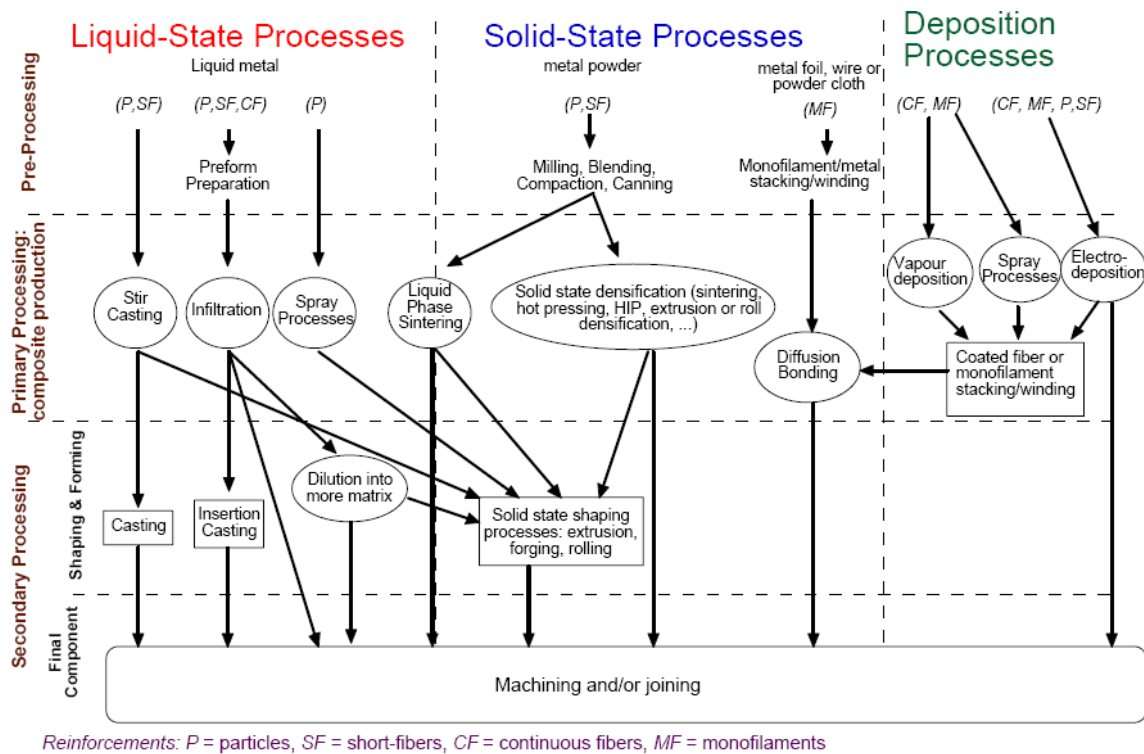 Liquid-State Processes
Solid-State Processes
Deposition
Processes
Liquid metal
metal powder
metal foil, wire or
powder cloth
(P,SF)
(P,SF,CF)
(P)
(P,SF)
(MF)
(CF, MF)
(CF, MF, P,SF)
Pre-Processing
Preform
Preparation
Milling, Blending,
Compaction, Canning
Monofilament/metal
stacking/winding
Primary Processing:
composite production
Stir
Casting
Infiltration
Spray
Processes
Liquid
Phase
Sintering
Solid state densification (sintering,
hot pressing, HIP, extrusion or roll
densification, ...)
Diffusion
Bonding
Vapour
deposition
Spray
Processes
Electro-
deposition
Coated fiber or
monofilament
stacking/winding
Secondary Processing
Shaping & Forming
Casting
Insertion
Casting
Dilution into
more matrix
Solid state shaping
processes: extrusion,
forging, rolling
Final
Component
Machining and/or joining
Reinforcements: P = particles, SF = short-fibers, CF = continuous fibers, MF = monofilaments